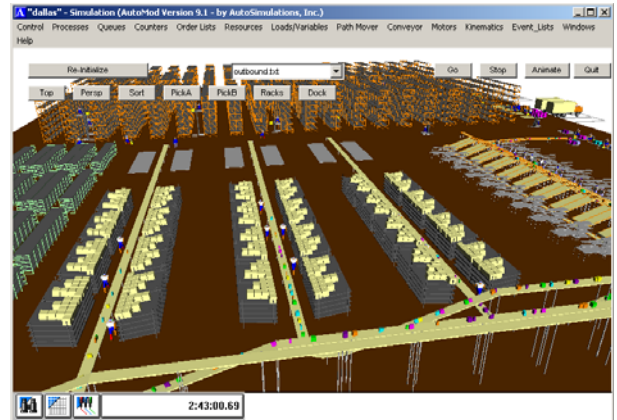 "dallas" - Simulation (AutoMod Version 9.1 - by AutoSimulations, Inc.)
Control Processes Queues Counters Order Lists Resources Loads/Variables Path Mover Conveyor Motors Kinematics Event_Lists Windows
Help
Re-Initialize outbound.txt Go Stop Animate Quit
Top Persp Sort PickA PickB Racks Dock
2:43:00.69